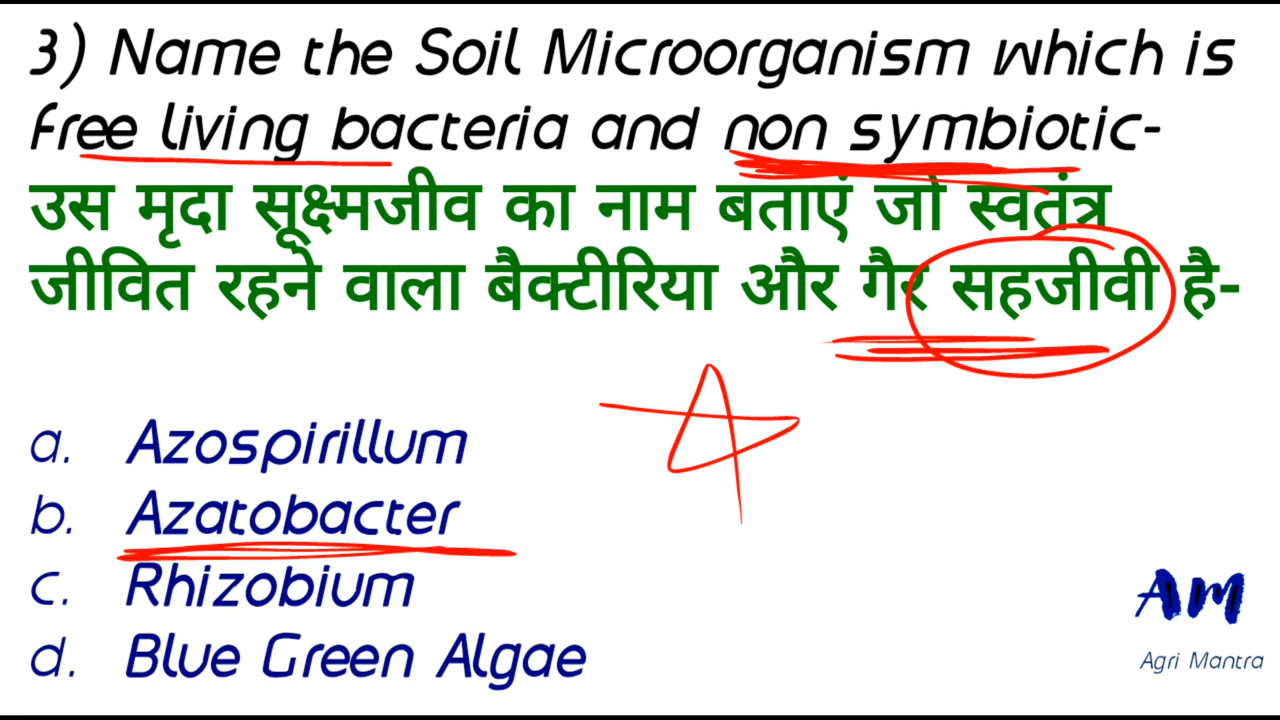 3) Name the Soil Microorganism which is
free living bacteria and non symbiotic-
उस मृदा सूक्ष्मजीव का नाम बताएं जो स्वतंत्र
जीवित रहने वाला बैक्टीरिया और गैर सहजीवी है-
a. Azospirillum
b. Azatobacter
c. Rhizobium
d. Blue Green Algae
AM
Agri Mantra